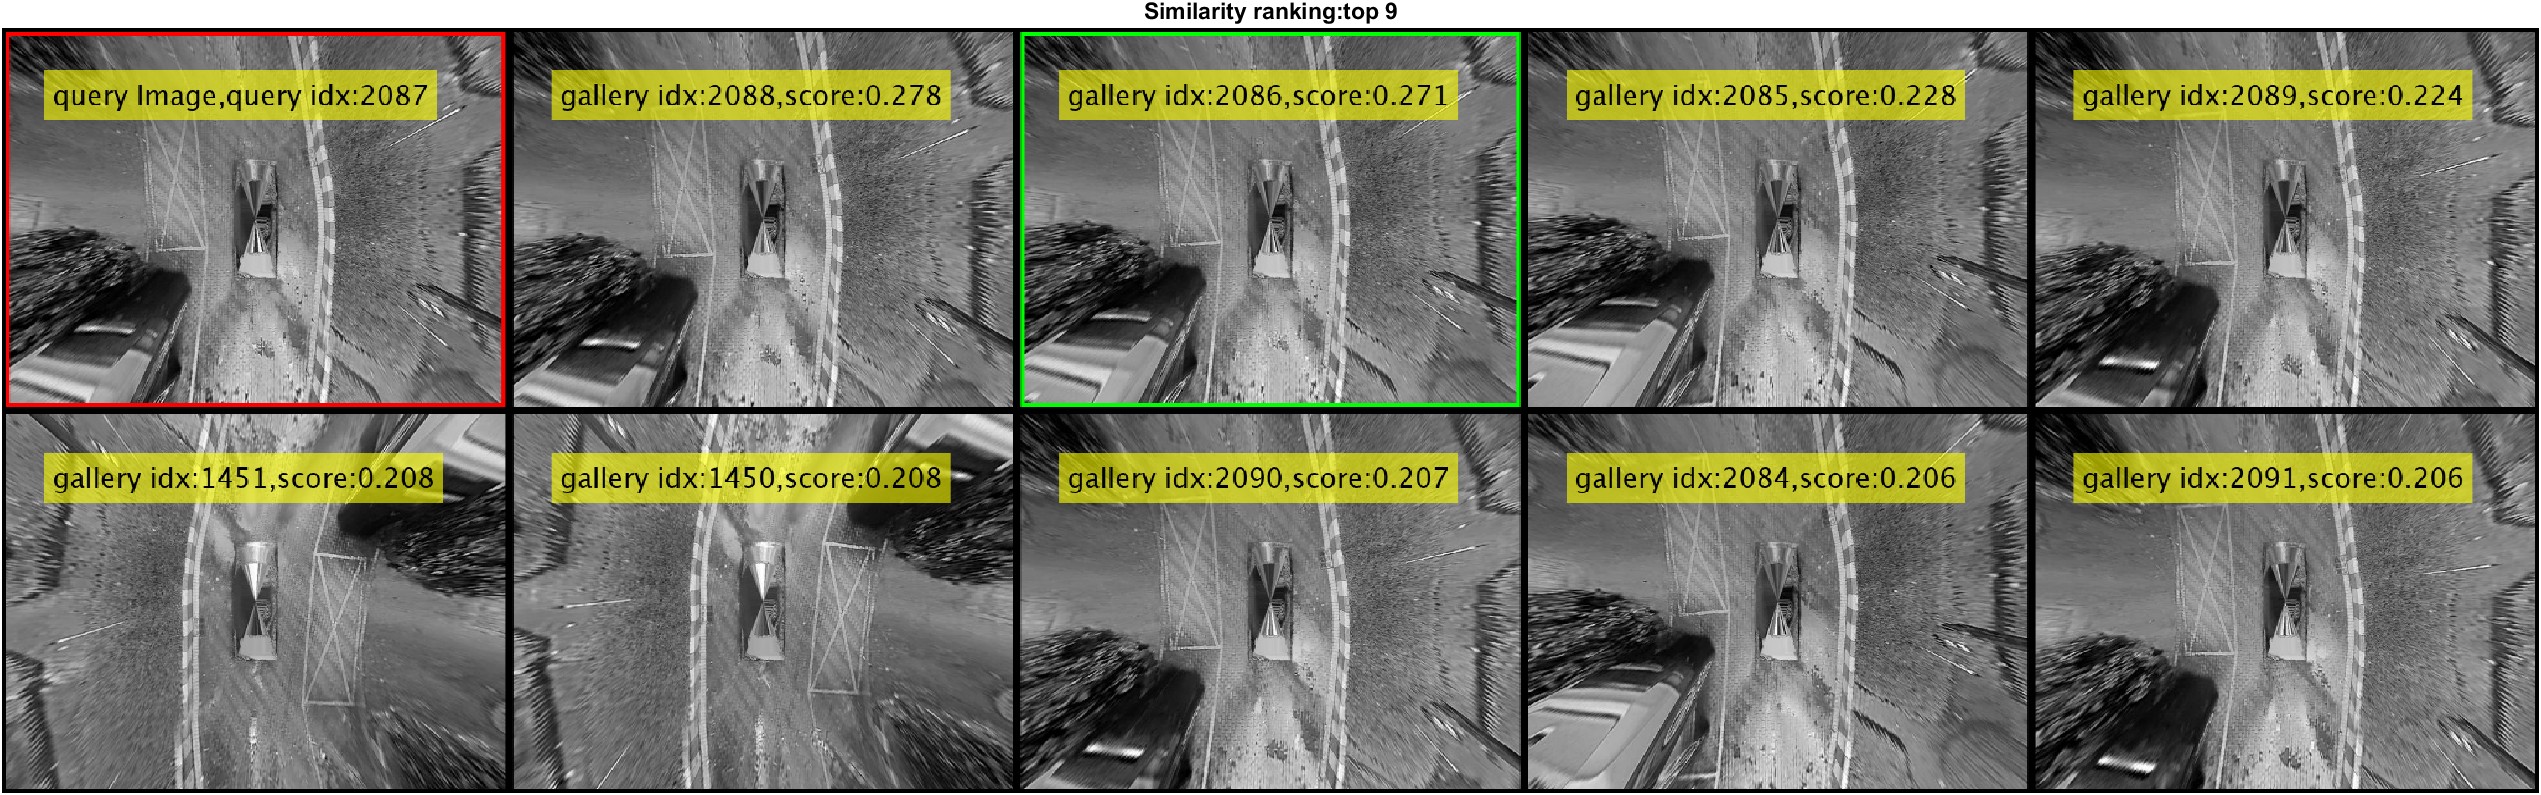 Similarity ranking:top 9
query Image,query idx:2087
gallery idx:2088,score:0.278
gallery idx:2086,score:0.271
gallery idx:2085,score:0.228
gallery idx:2089,score:0.224
gallery idx:1451,score:0.208
gallery idx:1450,score:0.208
gallery idx:2090,score:0.207
gallery idx:2084,score:0.206
gallery idx:2091,score:0.206